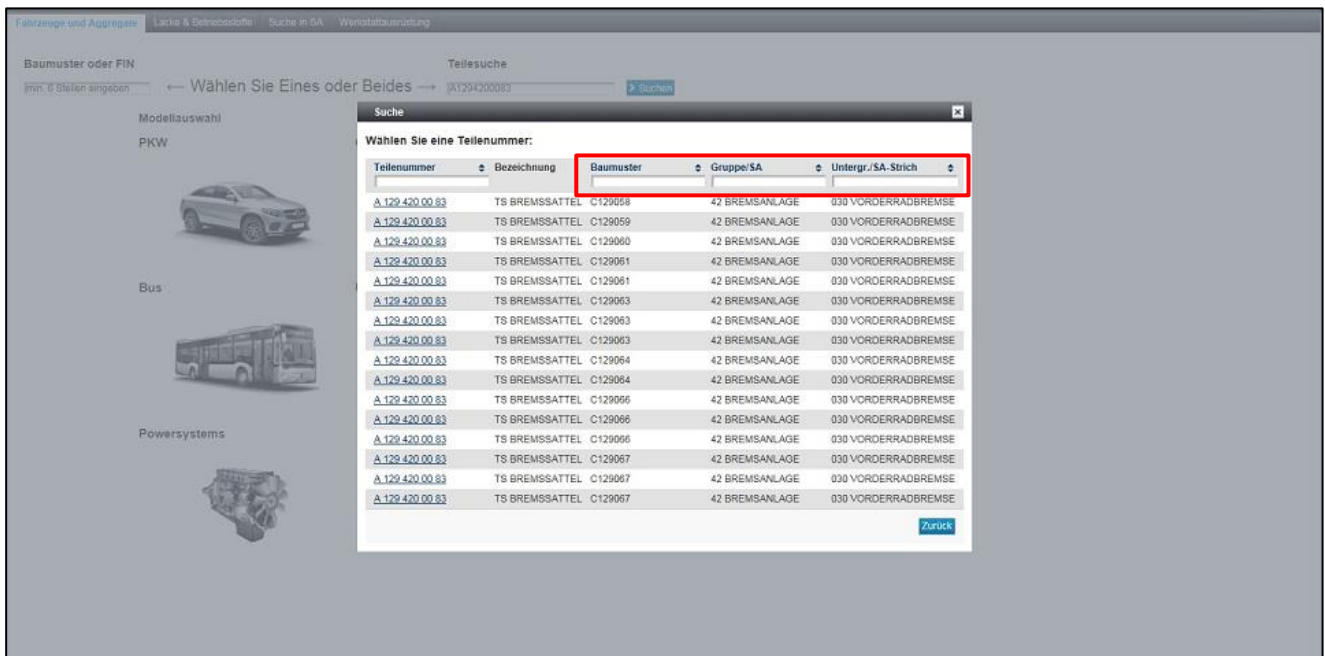 Fahrzeuge und Aggregate Lacke & Betriebsstoffe Suche in SA Werkstattausrüstung
Baumuster oder FIN Teilesuche
min. 6 Stellen eingeben ← Wählen Sie Eines oder Beides → A1294200083 Suchen
Modellauswahl
PKW
Bus
Powersystems
Suche
Wählen Sie eine Teilenummer:
Teilenummer Bezeichnung Baumuster Gruppe/SA Untergr./SA-Strich
A 129 420 00 83 TS BREMSSATTEL C129058 42 BREMSANLAGE 030 VORDERRADBREMSE
A 129 420 00 83 TS BREMSSATTEL C129059 42 BREMSANLAGE 030 VORDERRADBREMSE
A 129 420 00 83 TS BREMSSATTEL C129060 42 BREMSANLAGE 030 VORDERRADBREMSE
A 129 420 00 83 TS BREMSSATTEL C129061 42 BREMSANLAGE 030 VORDERRADBREMSE
A 129 420 00 83 TS BREMSSATTEL C129061 42 BREMSANLAGE 030 VORDERRADBREMSE
A 129 420 00 83 TS BREMSSATTEL C129063 42 BREMSANLAGE 030 VORDERRADBREMSE
A 129 420 00 83 TS BREMSSATTEL C129063 42 BREMSANLAGE 030 VORDERRADBREMSE
A 129 420 00 83 TS BREMSSATTEL C129063 42 BREMSANLAGE 030 VORDERRADBREMSE
A 129 420 00 83 TS BREMSSATTEL C129064 42 BREMSANLAGE 030 VORDERRADBREMSE
A 129 420 00 83 TS BREMSSATTEL C129064 42 BREMSANLAGE 030 VORDERRADBREMSE
A 129 420 00 83 TS BREMSSATTEL C129066 42 BREMSANLAGE 030 VORDERRADBREMSE
A 129 420 00 83 TS BREMSSATTEL C129066 42 BREMSANLAGE 030 VORDERRADBREMSE
A 129 420 00 83 TS BREMSSATTEL C129066 42 BREMSANLAGE 030 VORDERRADBREMSE
A 129 420 00 83 TS BREMSSATTEL C129067 42 BREMSANLAGE 030 VORDERRADBREMSE
A 129 420 00 83 TS BREMSSATTEL C129067 42 BREMSANLAGE 030 VORDERRADBREMSE
A 129 420 00 83 TS BREMSSATTEL C129067 42 BREMSANLAGE 030 VORDERRADBREMSE
Zurück